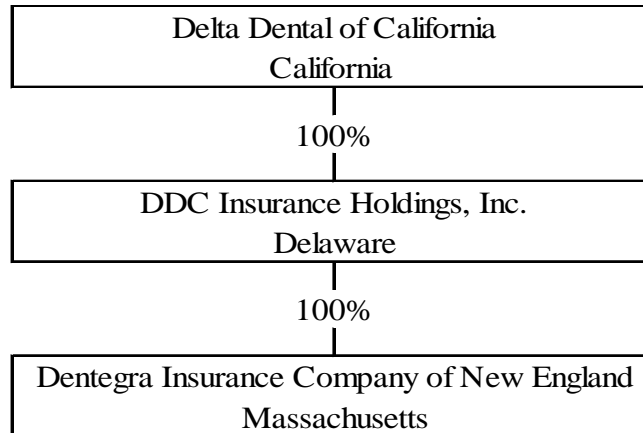 Delta Dental of California
California
100%
DDC Insurance Holdings, Inc.
Delaware
100%
Dentegra Insurance Company of New England
Massachusetts